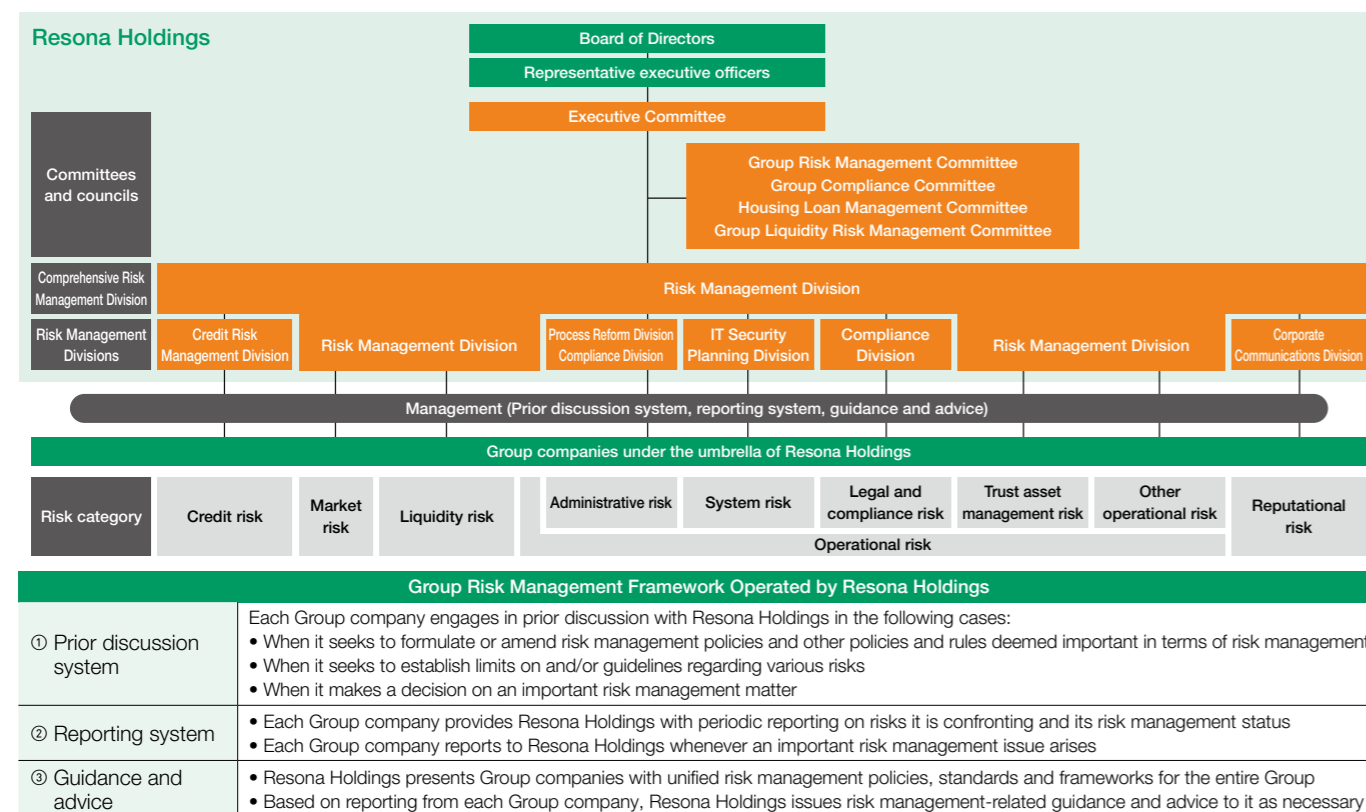 Resona Holdings
Board of Directors
Representative executive officers
Executive Committee
Committees
and councils
Group Risk Management Committee
Group Compliance Committee
Housing Loan Management Committee
Group Liquidity Risk Management Committee
Comprehensive Risk
Management Division
Risk Management Division
Risk Management
Divisions
Credit Risk
Management Division
Risk Management Division
Process Reform Division
Compliance Division
IT Security
Planning Division
Compliance
Division
Risk Management Division
Corporate
Communications Division
Management (Prior discussion system, reporting system, guidance and advice)
Group companies under the umbrella of Resona Holdings
Risk category
Credit risk
Market
risk
Liquidity risk
Administrative risk
System risk
Legal and
compliance risk
Trust asset
management risk
Other
operational risk
Operational risk
Reputational
risk
Group Risk Management Framework Operated by Resona Holdings
① Prior discussion
system
Each Group company engages in prior discussion with Resona Holdings in the following cases:
• When it seeks to formulate or amend risk management policies and other policies and rules deemed important in terms of risk management
• When it seeks to establish limits on and/or guidelines regarding various risks
• When it makes a decision on an important risk management matter
② Reporting system
• Each Group company provides Resona Holdings with periodic reporting on risks it is confronting and its risk management status
• Each Group company reports to Resona Holdings whenever an important risk management issue arises
③ Guidance and
advice
• Resona Holdings presents Group companies with unified risk management policies, standards and frameworks for the entire Group
• Based on reporting from each Group company, Resona Holdings issues risk management-related guidance and advice to it as necessary